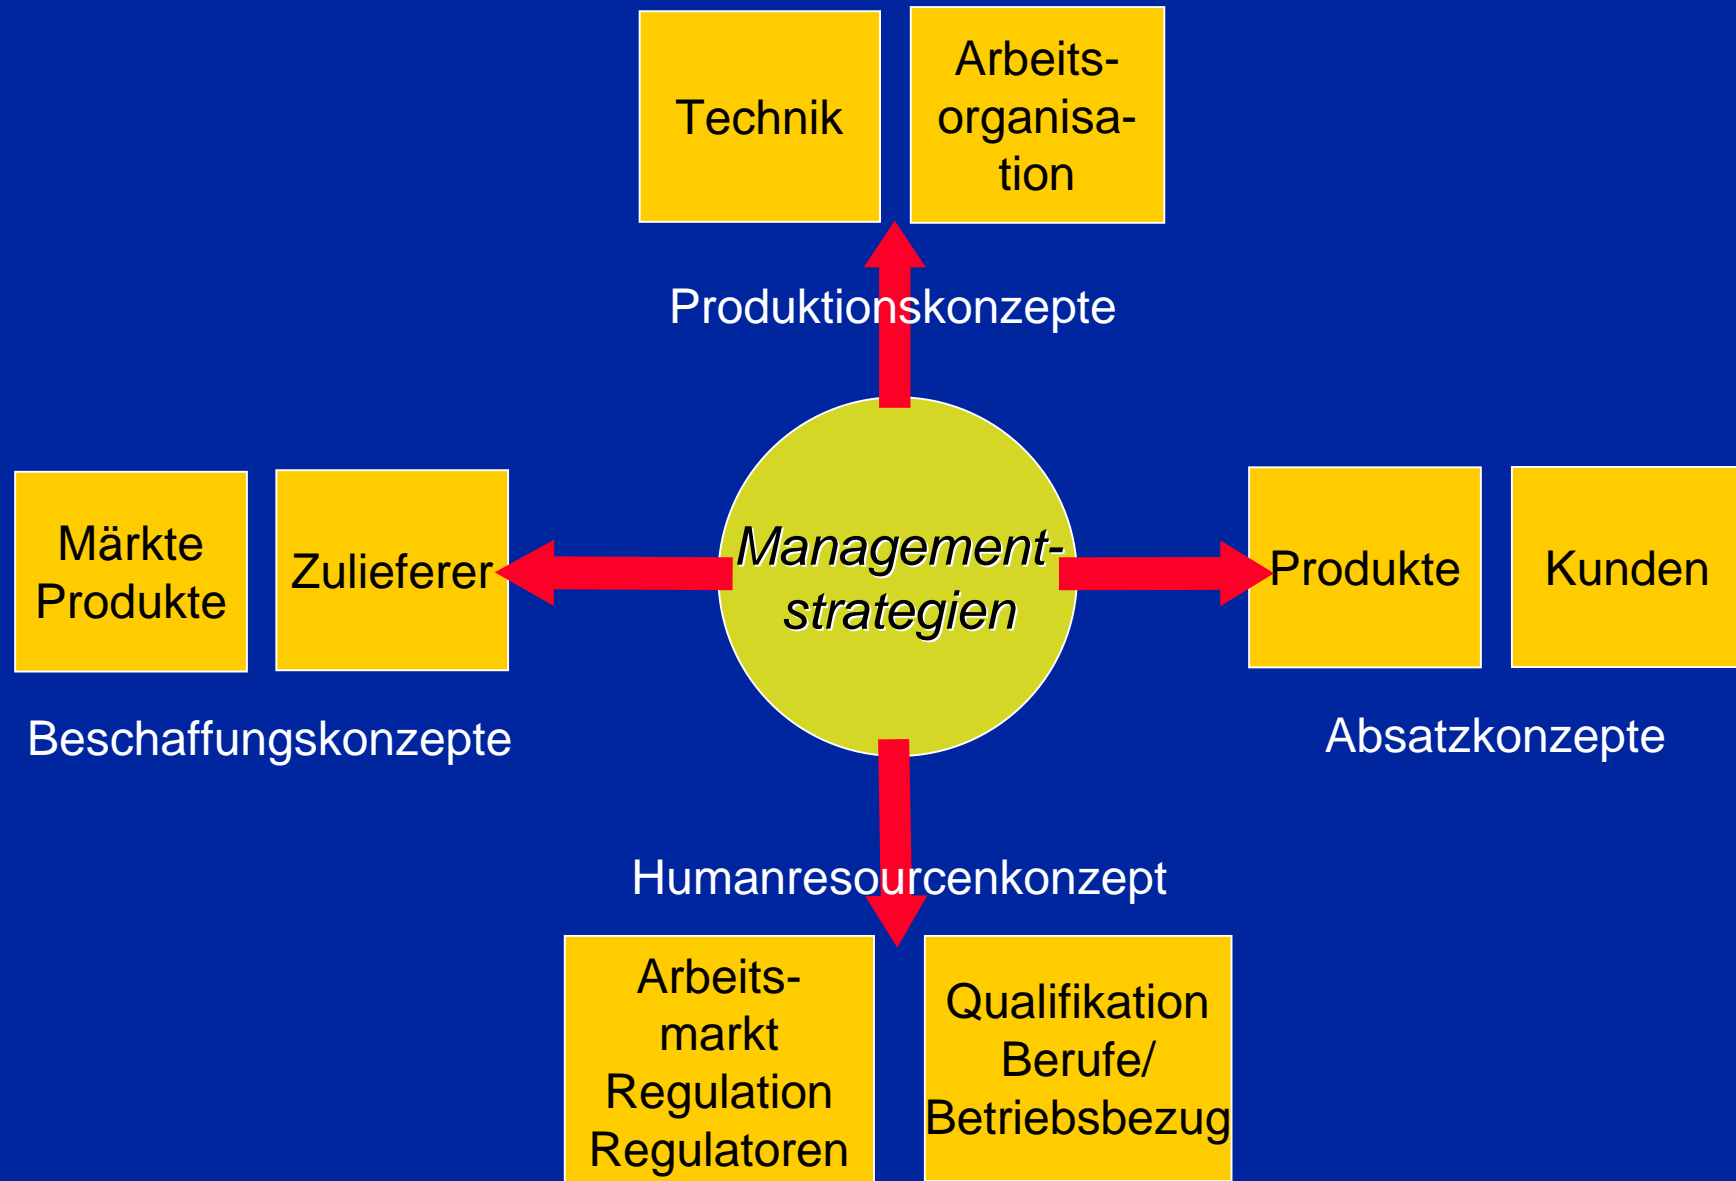 Technik
Arbeits-
organisa-
tion
Produktionskonzepte
Märkte
Produkte
Zulieferer
Management-
strategien
Produkte
Kunden
Beschaffungskonzepte
Absatzkonzepte
Humanresourcenkonzept
Arbeits-
markt
Regulation
Regulatoren
Qualifikation
Berufe/
Betriebsbezug